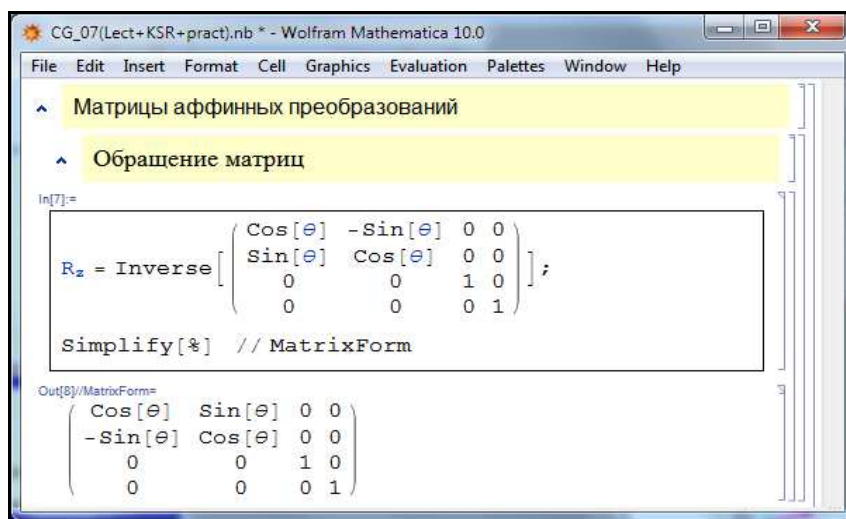 CG_07(Lect+KSR+pract).nb * - Wolfram Mathematica 10.0
File Edit Insert Format Cell Graphics Evaluation Palettes Window Help
Матрицы аффинных преобразований
Обращение матриц
In[7]:=
Cos[θ] -Sin[θ] 0 0
Sin[θ] Cos[θ] 0 0
R_z = Inverse[ ];
0 0 1 0
0 0 0 1
Simplify[%] // MatrixForm
Out[8]//MatrixForm=
Cos[θ] Sin[θ] 0 0
-Sin[θ] Cos[θ] 0 0
0 0 1 0
0 0 0 1